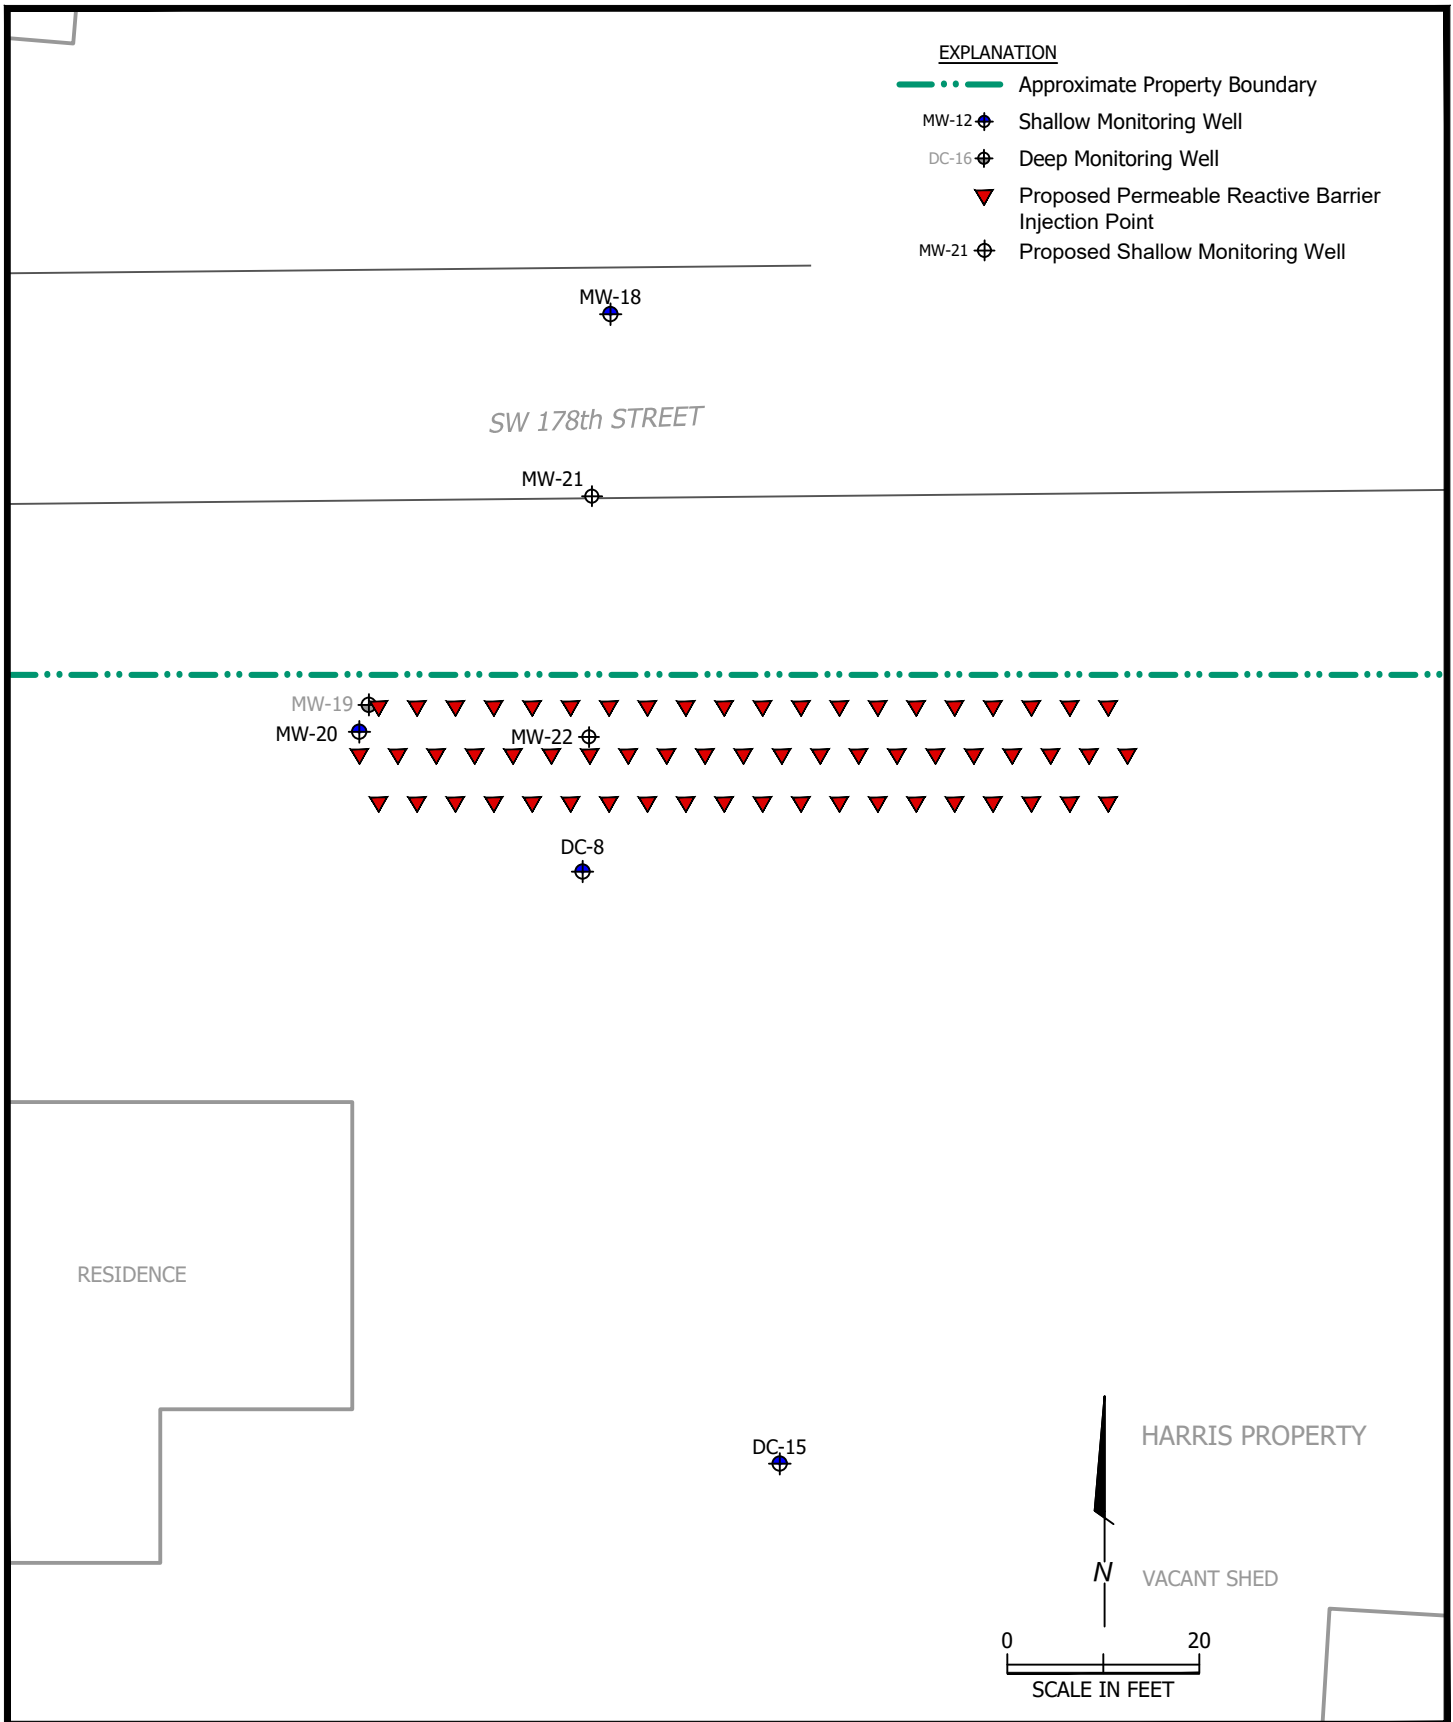 EXPLANATION
Approximate Property Boundary
MW-12 Shallow Monitoring Well
DC-16 Deep Monitoring Well
Proposed Permeable Reactive Barrier
Injection Point
MW-21 Proposed Shallow Monitoring Well
MW-18
SW 178th STREET
MW-21
MW-19
MW-20
MW-22
DC-8
RESIDENCE
DC-15
HARRIS PROPERTY
N
VACANT SHED
0 20
SCALE IN FEET